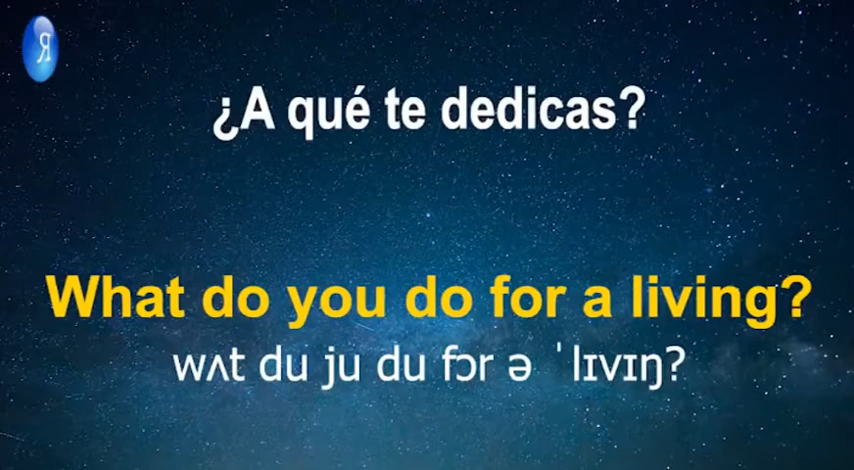 ¿A qué te dedicas?
What do you do for a living?
wʌt du ju du fɔr ə ˈlɪvɪŋ?